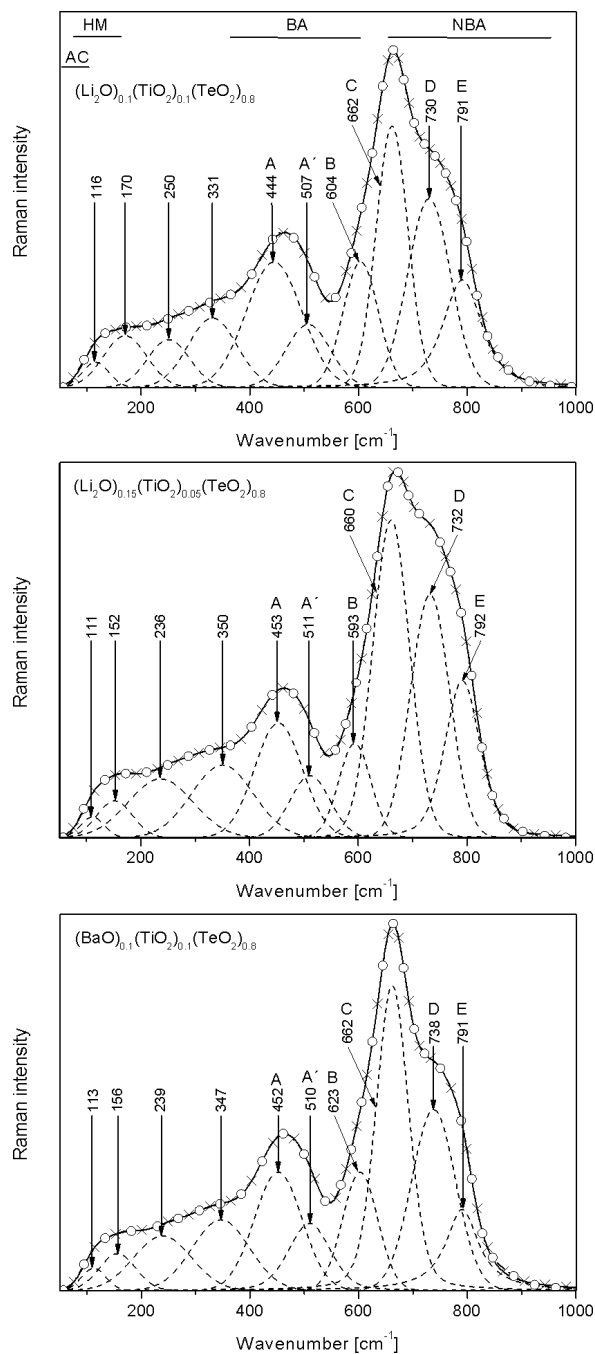 HM BA NBA
AC
(Li₂O)₀.₁(TiO₂)₀.₁(TeO₂)₀.₈
116
170
250
331
A
444
A´
507
B
604
C
662
D
730
E
791
Raman intensity
200 400 600 800 1000
Wavenumber [cm⁻¹]
(Li₂O)₀.₁₅(TiO₂)₀.₀₅(TeO₂)₀.₈
111
152
236
350
A
453
A´
511
B
593
C
660
D
732
E
792
Raman intensity
200 400 600 800 1000
Wavenumber [cm⁻¹]
(BaO)₀.₁(TiO₂)₀.₁(TeO₂)₀.₈
113
156
239
347
A
452
A´
510
B
623
C
662
D
738
E
791
Raman intensity
200 400 600 800 1000
Wavenumber [cm⁻¹]